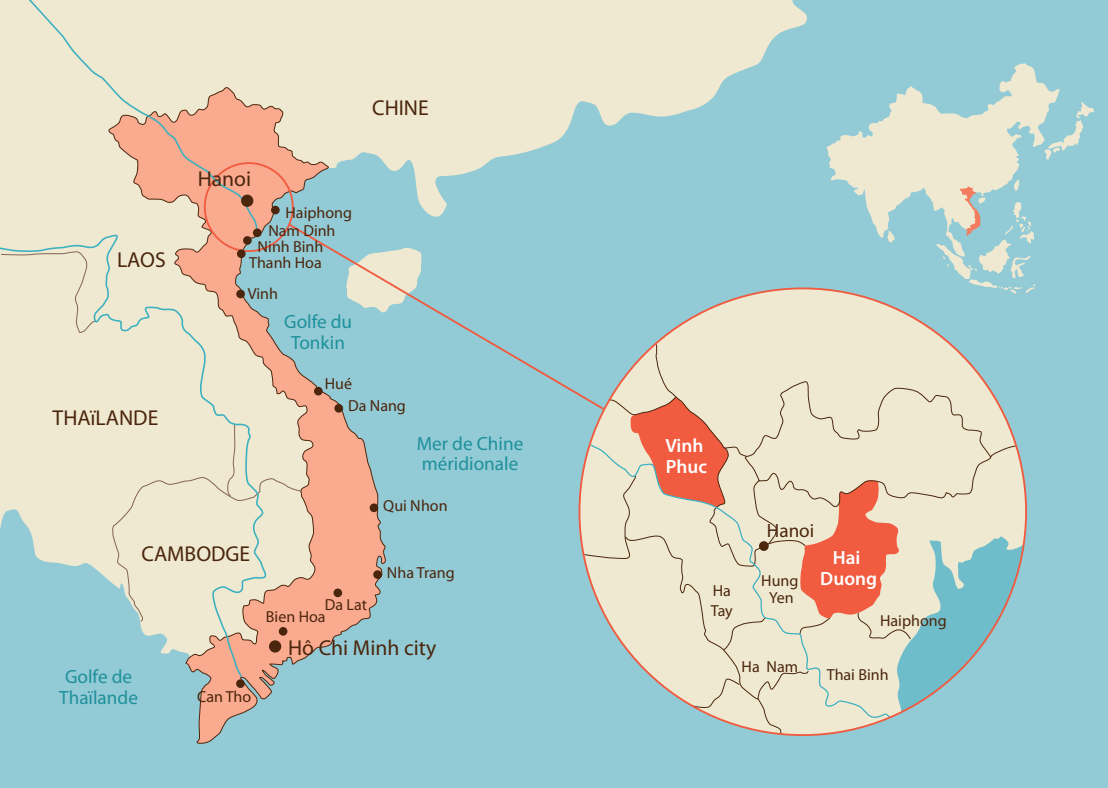 CHINE
Hanoi
Haiphong
Nam Dinh
Ninh Binh
Thanh Hoa
LAOS
Vinh
Golfe du
Tonkin
Hué
Da Nang
THAïLANDE
Mer de Chine
méridionale
Qui Nhon
CAMBODGE
Nha Trang
Da Lat
Bien Hoa
Hô Chi Minh city
Golfe de
Thaïlande
Can Tho
Vinh
Phuc
Hanoi
Hai
Duong
Hung
Yen
Ha
Tay
Haiphong
Ha Nam
Thai Binh